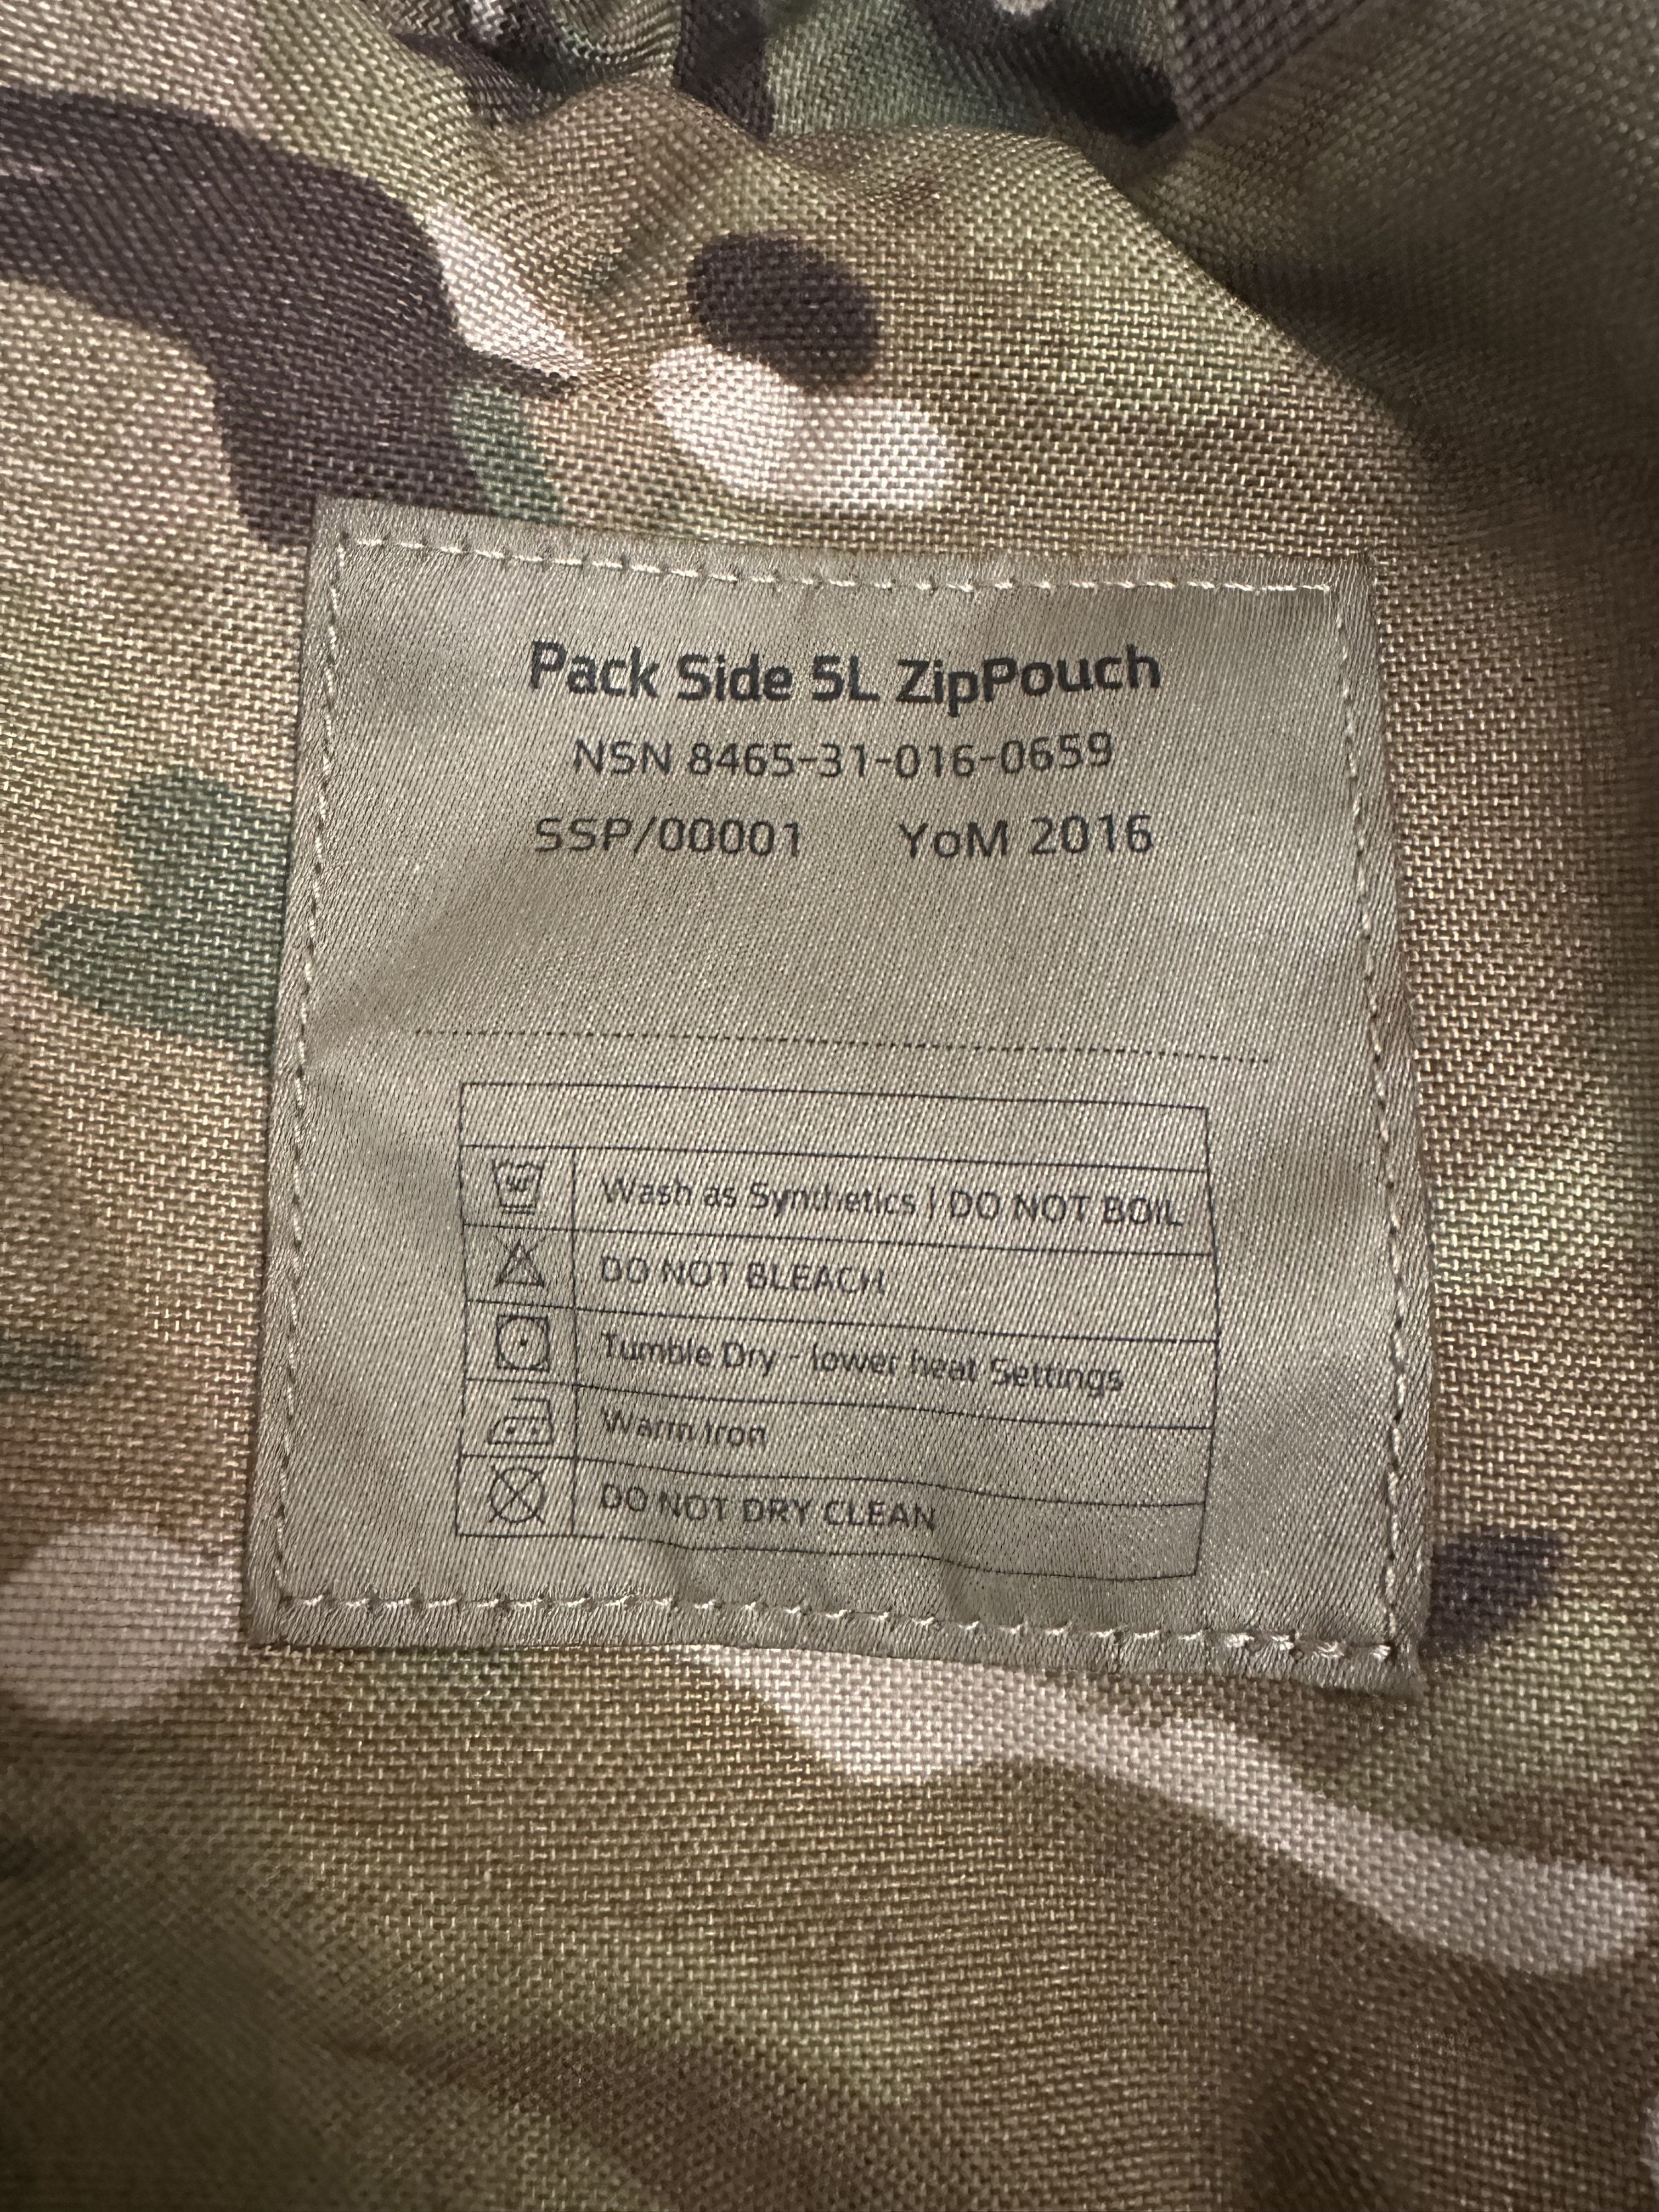 Pack Side 5L ZipPouch
NSN 8465-31-016-0659
SSP/00001 YoM 2016
Wash as Synthetics | DO NOT BOIL
DO NOT BLEACH
Tumble Dry - lower heat Settings
Warm Iron
DO NOT DRY CLEAN